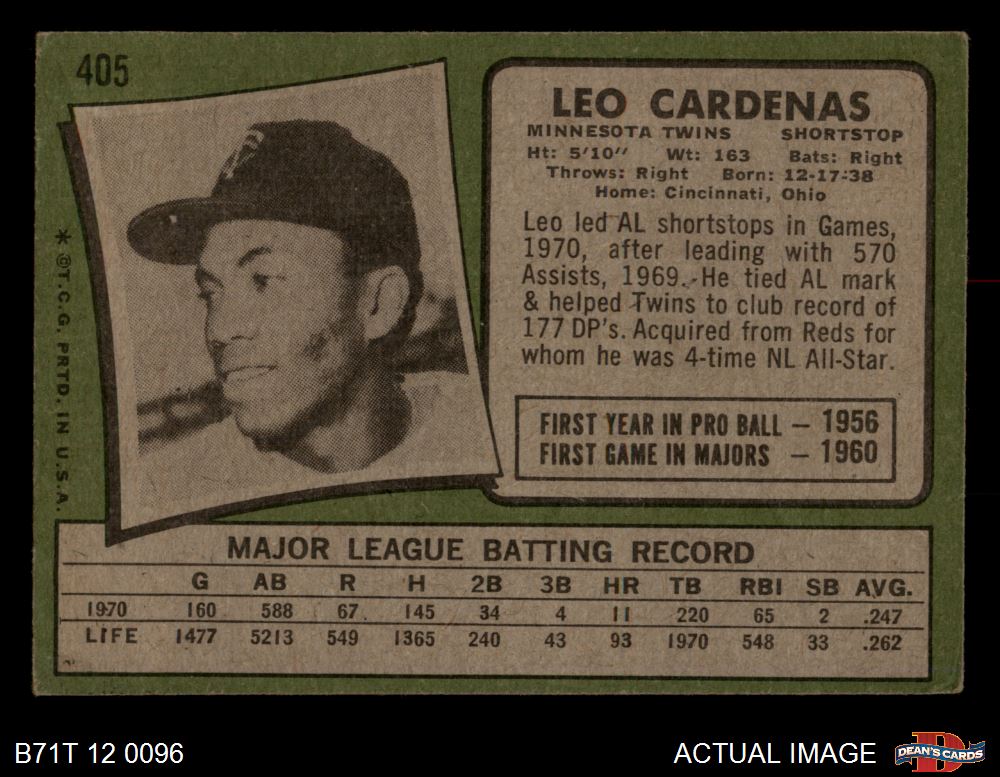 405
LEO CARDENAS
MINNESOTA TWINS SHORTSTOP
Ht: 5'10" Wt: 163 Bats: Right
Throws: Right Born: 12-17-38
Home: Cincinnati, Ohio
Leo led AL shortstops in Games,
1970, after leading with 570
Assists, 1969. He tied AL mark
& helped Twins to club record of
177 DP's. Acquired from Reds for
whom he was 4-time NL All-Star.
FIRST YEAR IN PRO BALL — 1956
FIRST GAME IN MAJORS — 1960
* ©T.C.G. PRTD. IN U.S.A.
MAJOR LEAGUE BATTING RECORD
G AB R H 2B 3B HR TB RBI SB AVG.
1970 160 588 67 145 34 4 11 220 65 2 .247
LIFE 1477 5213 549 1365 240 43 93 1970 548 33 .262
B71T 12 0096
ACTUAL IMAGE
D
DEAN'S CARDS